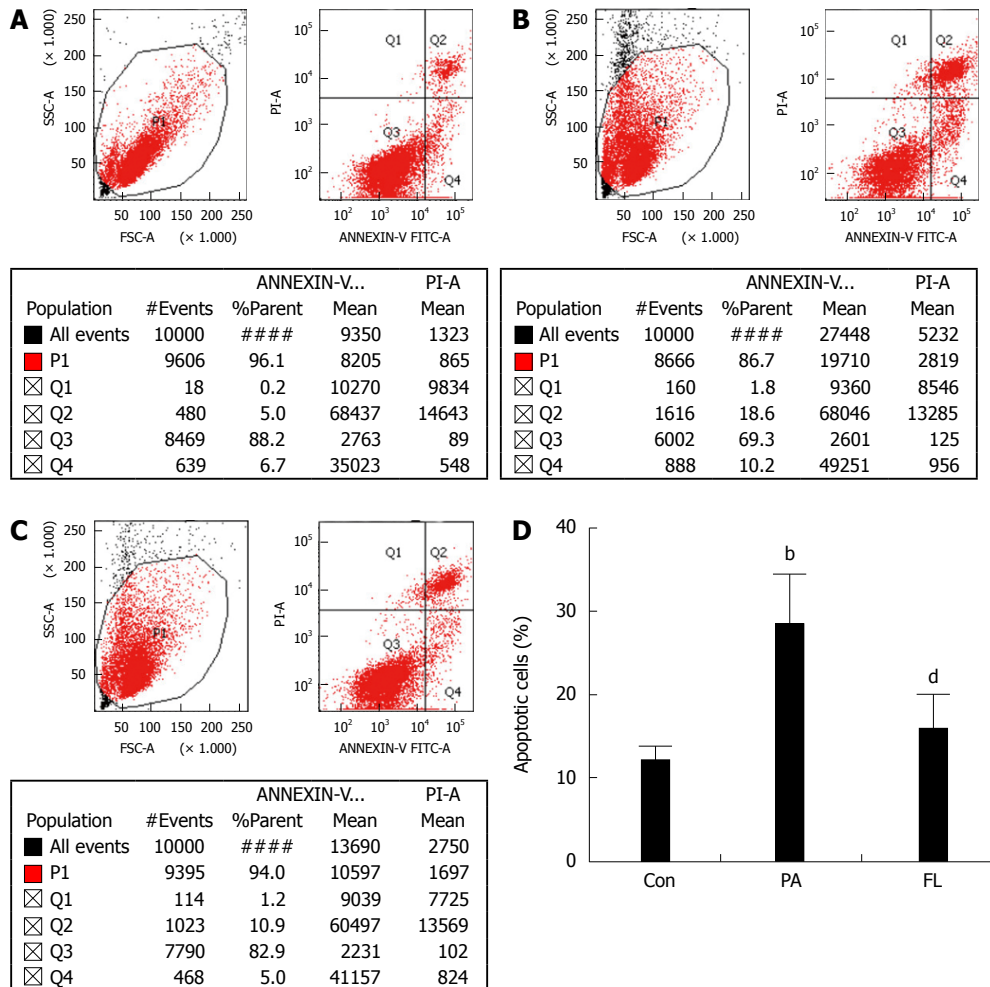 A
(× 1.000)
SSC-A
250
200
150
100
50
P1
50 100 150 200 250
FSC-A (× 1.000)
PI-A
10^5
10^4
10^3
10^2
Q1 Q2
Q3
Q4
10^2 10^3 10^4 10^5
ANNEXIN-V FITC-A
ANNEXIN-V... PI-A
Population #Events %Parent Mean Mean
All events 10000 #### 9350 1323
P1 9606 96.1 8205 865
Q1 18 0.2 10270 9834
Q2 480 5.0 68437 14643
Q3 8469 88.2 2763 89
Q4 639 6.7 35023 548
B
(× 1.000)
SSC-A
250
200
150
100
50
P1
50 100 150 200 250
FSC-A (× 1.000)
PI-A
10^5
10^4
10^3
10^2
Q1 Q2
Q3
Q4
10^2 10^3 10^4 10^5
ANNEXIN-V FITC-A
ANNEXIN-V... PI-A
Population #Events %Parent Mean Mean
All events 10000 #### 27448 5232
P1 8666 86.7 19710 2819
Q1 160 1.8 9360 8546
Q2 1616 18.6 68046 13285
Q3 6002 69.3 2601 125
Q4 888 10.2 49251 956
C
(× 1.000)
SSC-A
250
200
150
100
50
P1
50 100 150 200 250
FSC-A (× 1.000)
PI-A
10^5
10^4
10^3
10^2
Q1 Q2
Q3
Q4
10^2 10^3 10^4 10^5
ANNEXIN-V FITC-A
ANNEXIN-V... PI-A
Population #Events %Parent Mean Mean
All events 10000 #### 13690 2750
P1 9395 94.0 10597 1697
Q1 114 1.2 9039 7725
Q2 1023 10.9 60497 13569
Q3 7790 82.9 2231 102
Q4 468 5.0 41157 824
D
Apoptotic cells (%)
40
30
20
10
0
b
d
Con PA FL